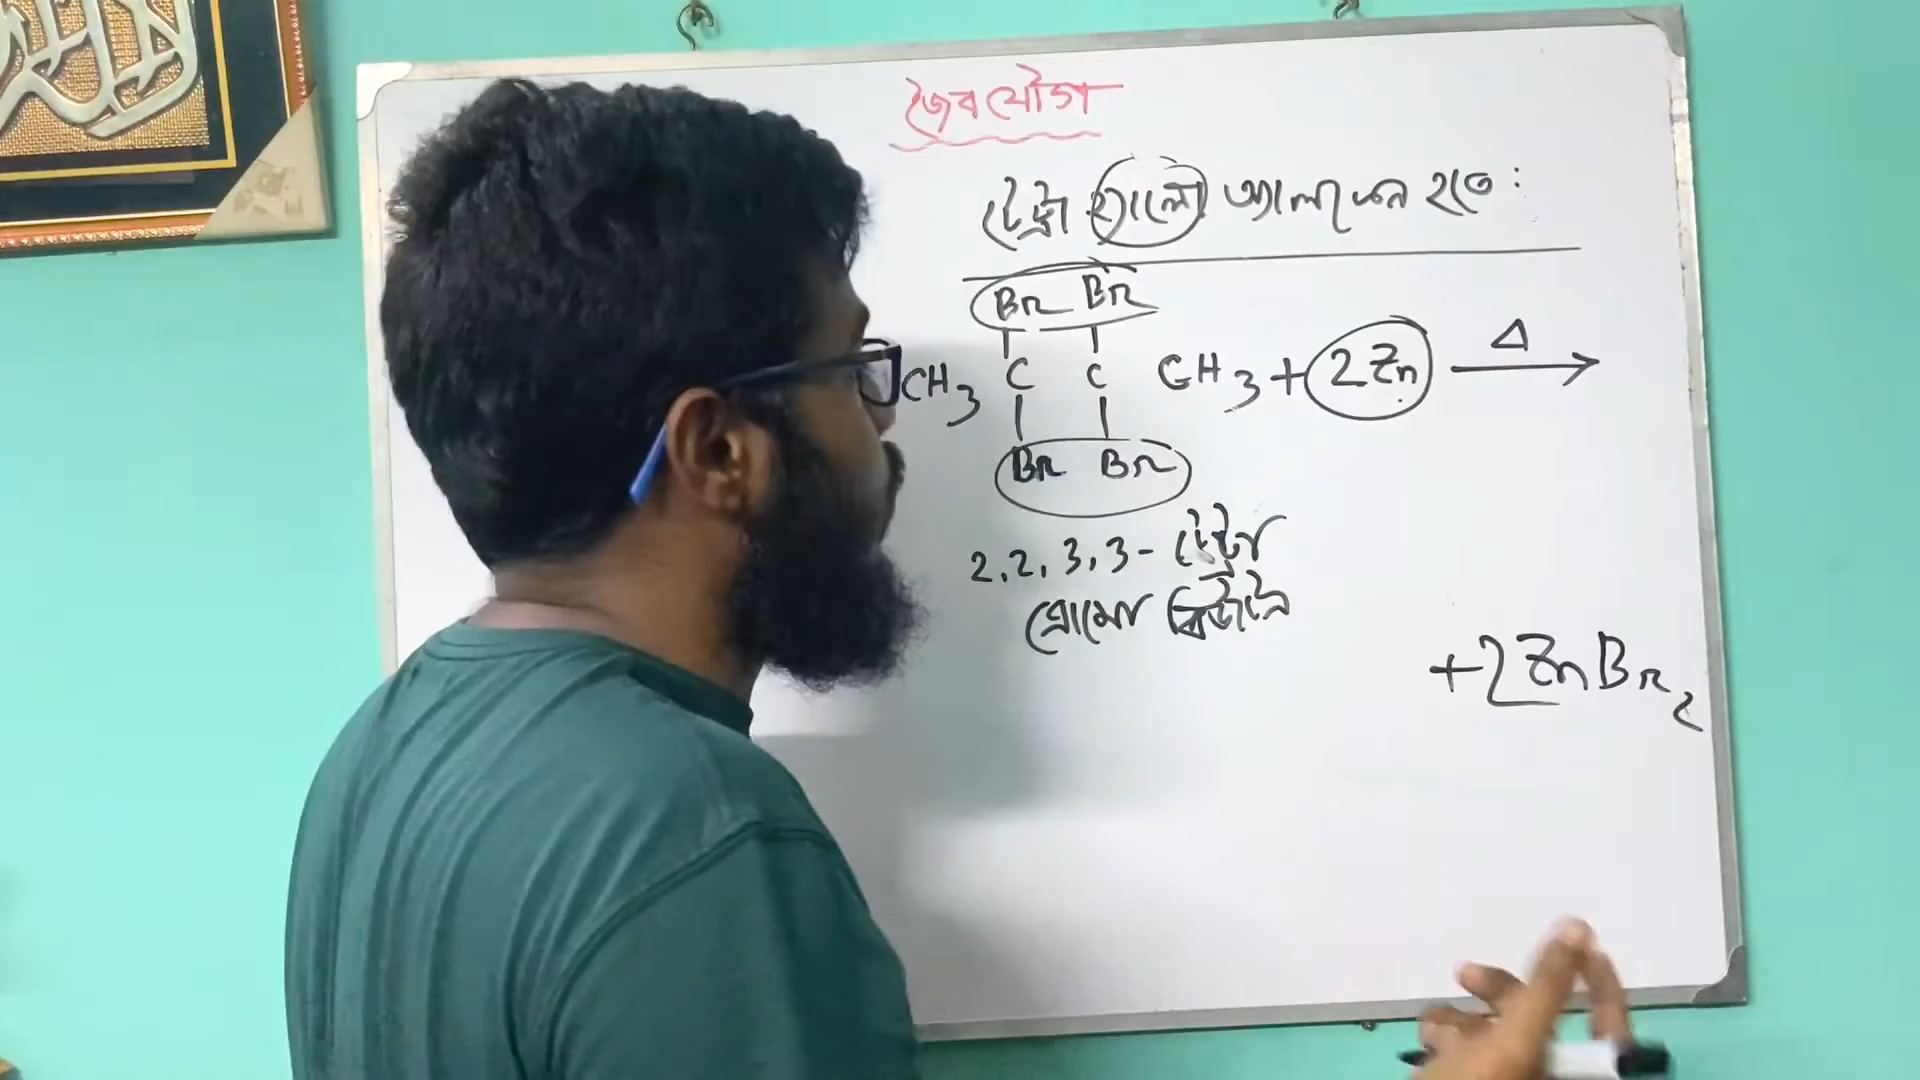 জৈব যৌগ
টেট্রা হ্যালো অ্যালকেন হতে :
Br Br
CH3 C C CH3 + 2Zn Δ
Br Br
2,2,3,3- টেট্রা
ব্রোমো বিউটেন
+2ZnBr2